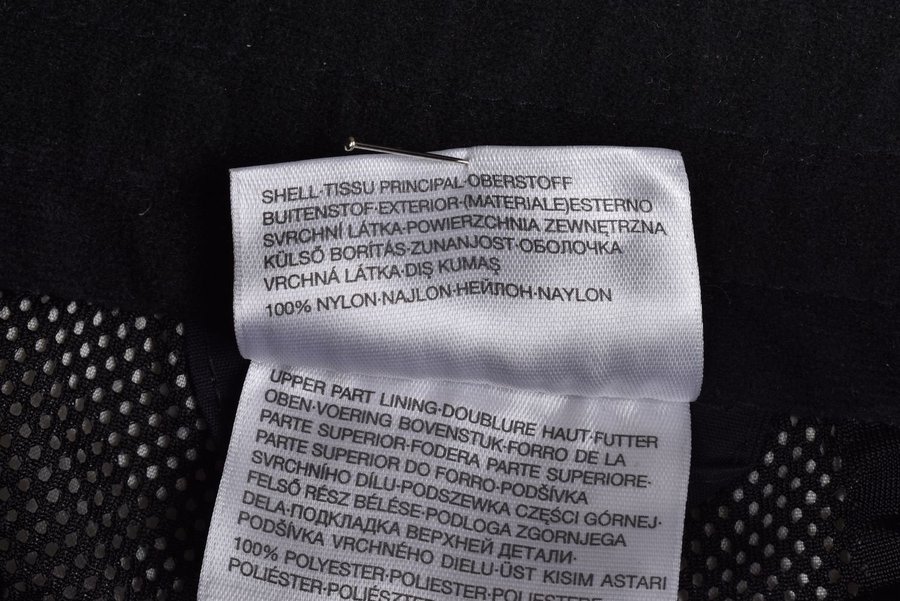 SHELL·TISSU PRINCIPAL·OBERSTOFF
BUITENSTOF·EXTERIOR·(MATERIALE)ESTERNO
SVRCHNÍ LÁTKA·POWIERZCHNIA ZEWNĘTRZNA
KÜLSŐ BORÍTÁS·ZUNANJOST·ОБОЛОЧКА
VRCHNÁ LÁTKA·DIŞ KUMAŞ
100% NYLON·NAJLON·НЕЙЛОН·NAYLON
UPPER PART LINING·DOUBLURE HAUT·FUTTER
OBEN·VOERING BOVENSTUK·FORRO DE LA
PARTE SUPERIOR·FODERA PARTE SUPERIORE·
PARTE SUPERIOR DO FORRO·PODŠÍVKA
SVRCHNÍHO DÍLU·PODSZEWKA CZĘŚCI GÓRNEJ·
FELSŐ RÉSZ BÉLÉSE·PODLOGA ZGORNJEGA
DELA·ПОДКЛАДКА ВЕРХНЕЙ ДЕТАЛИ·
PODŠÍVKA VRCHNÉHO DIELU·ÜST KISIM ASTARI
100% POLYESTER·POLIESTERE·POLIESTER
POLIÉSTER·POLIÉSZTER·